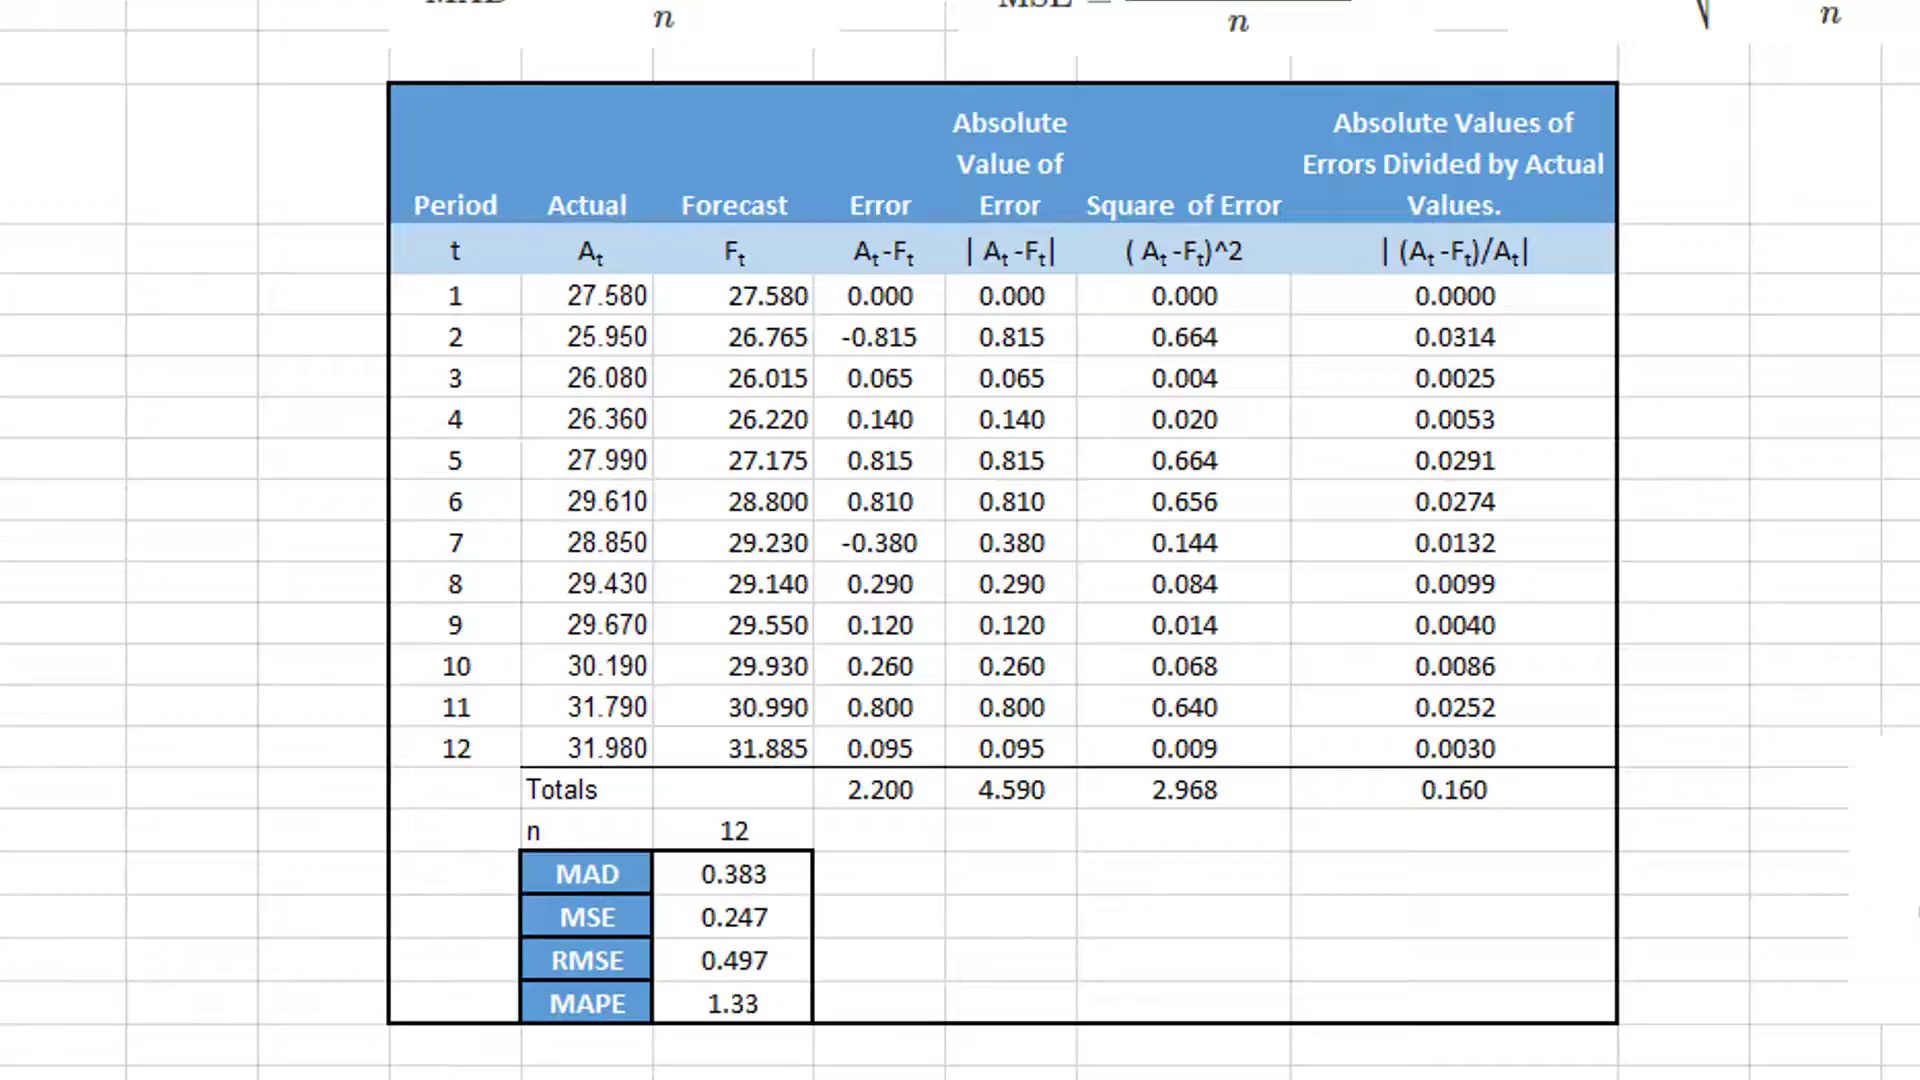 MAD
n
MSE =
n
n
Period Actual Forecast Error Absolute Value of Error Square of Error Absolute Values of Errors Divided by Actual Values.
t At Ft At-Ft | At-Ft| ( At-Ft)^2 | (At-Ft)/At|
1 27.580 27.580 0.000 0.000 0.000 0.0000
2 25.950 26.765 -0.815 0.815 0.664 0.0314
3 26.080 26.015 0.065 0.065 0.004 0.0025
4 26.360 26.220 0.140 0.140 0.020 0.0053
5 27.990 27.175 0.815 0.815 0.664 0.0291
6 29.610 28.800 0.810 0.810 0.656 0.0274
7 28.850 29.230 -0.380 0.380 0.144 0.0132
8 29.430 29.140 0.290 0.290 0.084 0.0099
9 29.670 29.550 0.120 0.120 0.014 0.0040
10 30.190 29.930 0.260 0.260 0.068 0.0086
11 31.790 30.990 0.800 0.800 0.640 0.0252
12 31.980 31.885 0.095 0.095 0.009 0.0030
Totals 2.200 4.590 2.968 0.160
n 12
MAD 0.383
MSE 0.247
RMSE 0.497
MAPE 1.33